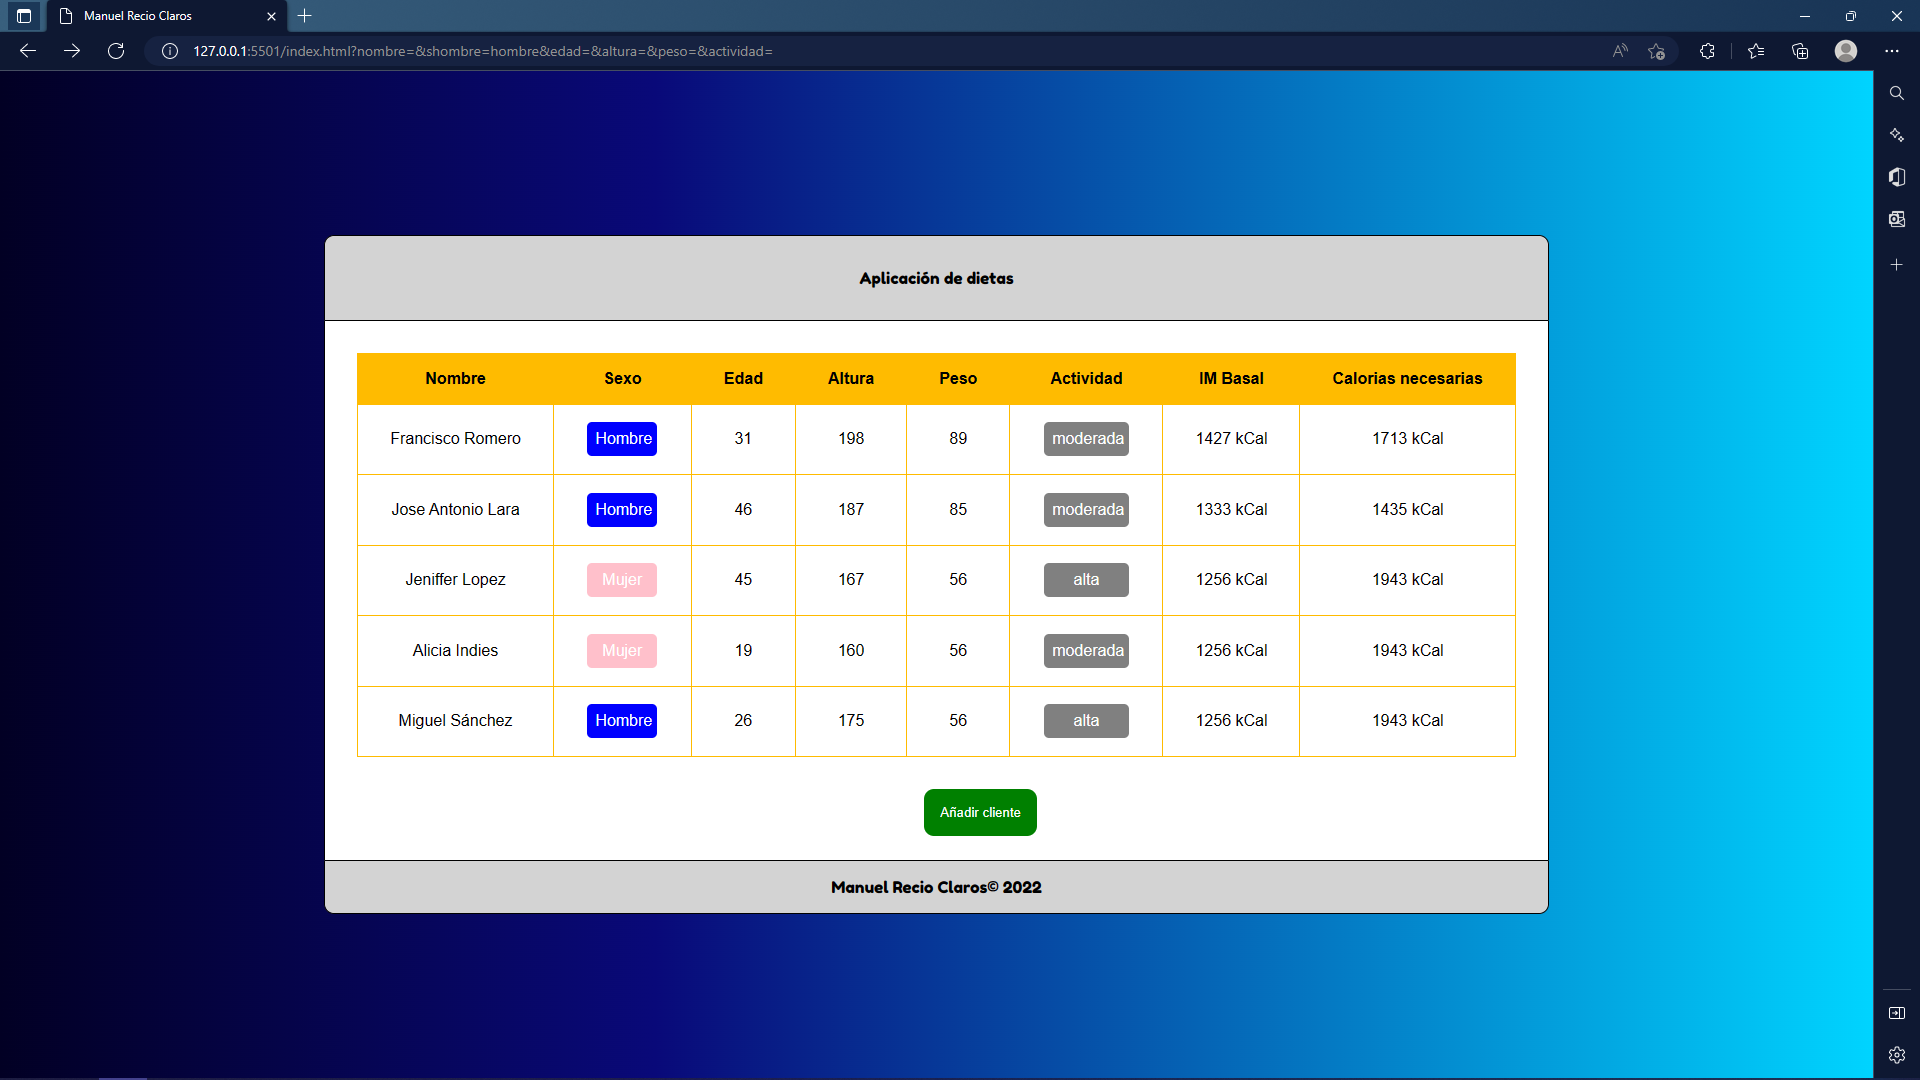 Manuel Recio Claros
127.0.0.1:5501/index.html?nombre=&shombre=hombre&edad=&altura=&peso=&actividad=
Aplicación de dietas
Nombre Sexo Edad Altura Peso Actividad IM Basal Calorias necesarias
Francisco Romero Hombre 31 198 89 moderada 1427 kCal 1713 kCal
Jose Antonio Lara Hombre 46 187 85 moderada 1333 kCal 1435 kCal
Jeniffer Lopez Mujer 45 167 56 alta 1256 kCal 1943 kCal
Alicia Indies Mujer 19 160 56 moderada 1256 kCal 1943 kCal
Miguel Sánchez Hombre 26 175 56 alta 1256 kCal 1943 kCal
Añadir cliente
Manuel Recio Claros© 2022